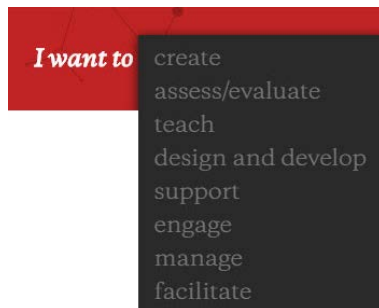 I want to create
assess/evaluate
teach
design and develop
support
engage
manage
facilitate